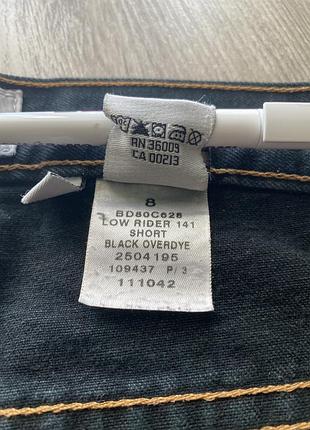 RN 36009
CA 00213
8
BD80C628
LOW RIDER 141
SHORT
BLACK OVERDYE
2504195
109437 P/3
111042